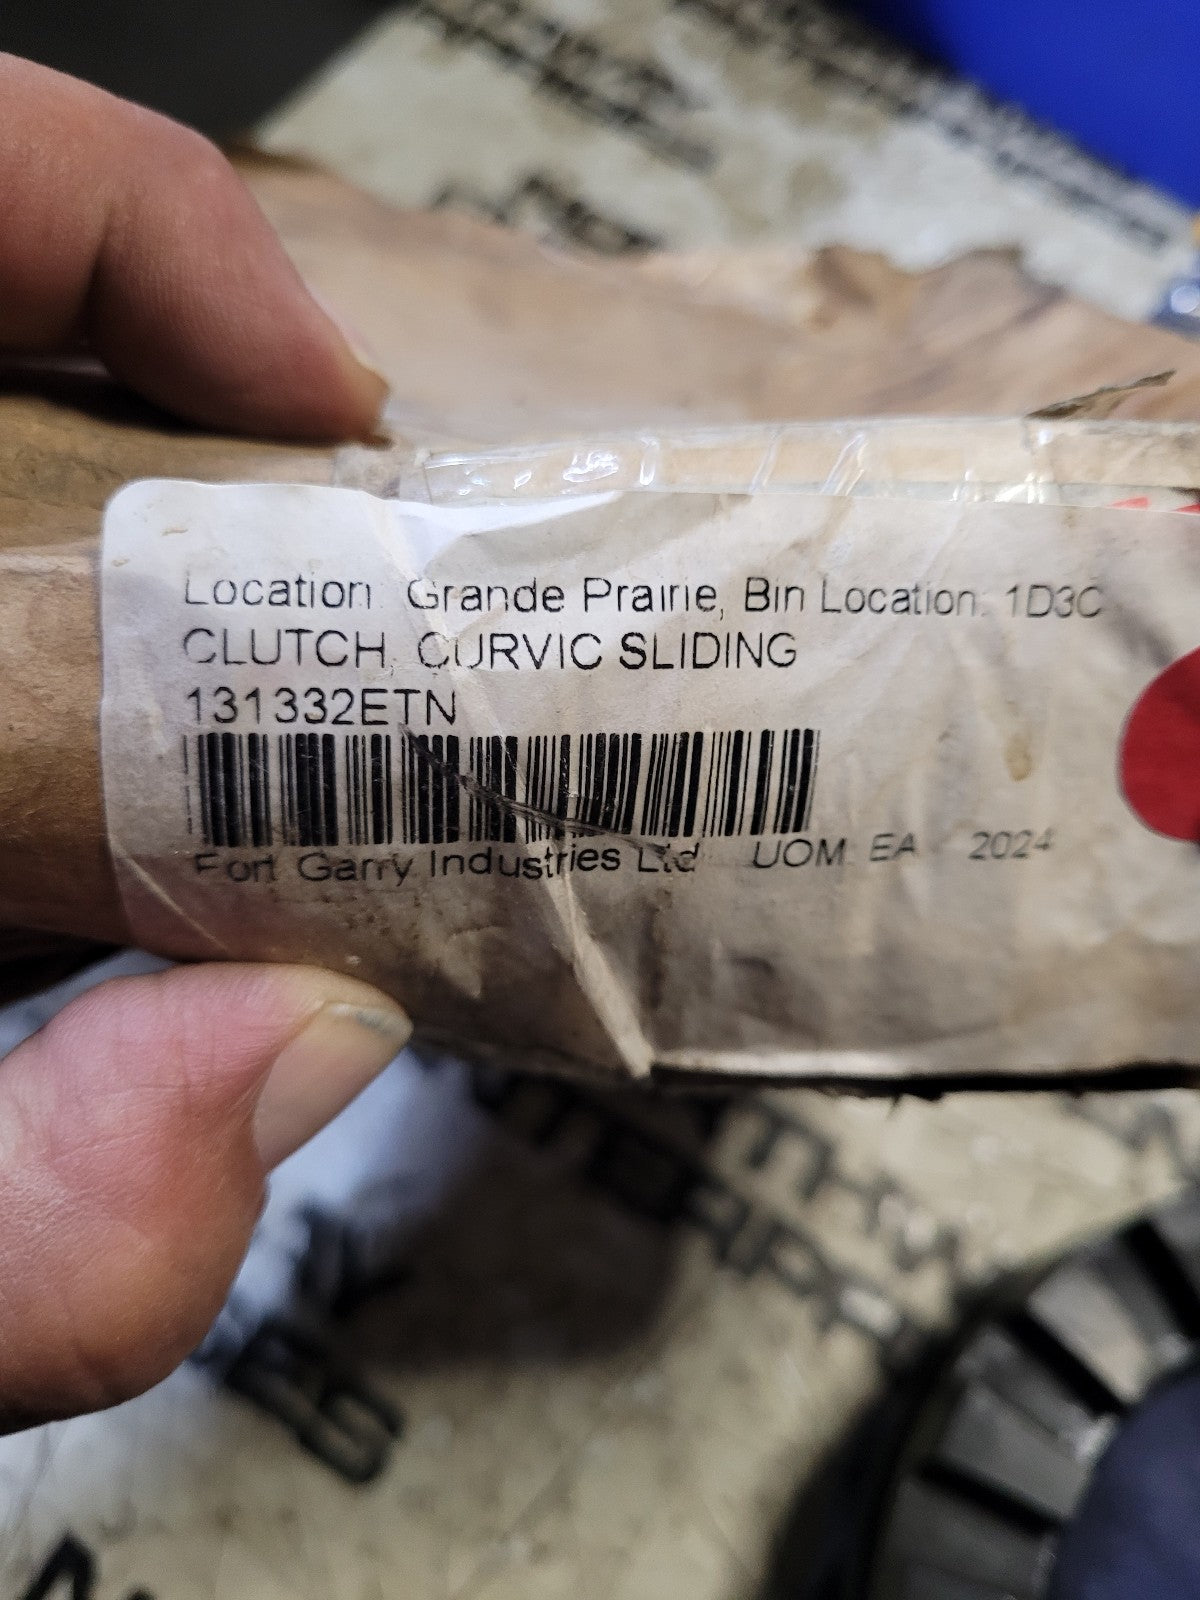 Location: Grande Prairie, Bin Location: 1D3C
CLUTCH, CURVIC SLIDING
131332ETN
Fort Garry Industries Ltd UOM: EA 2024